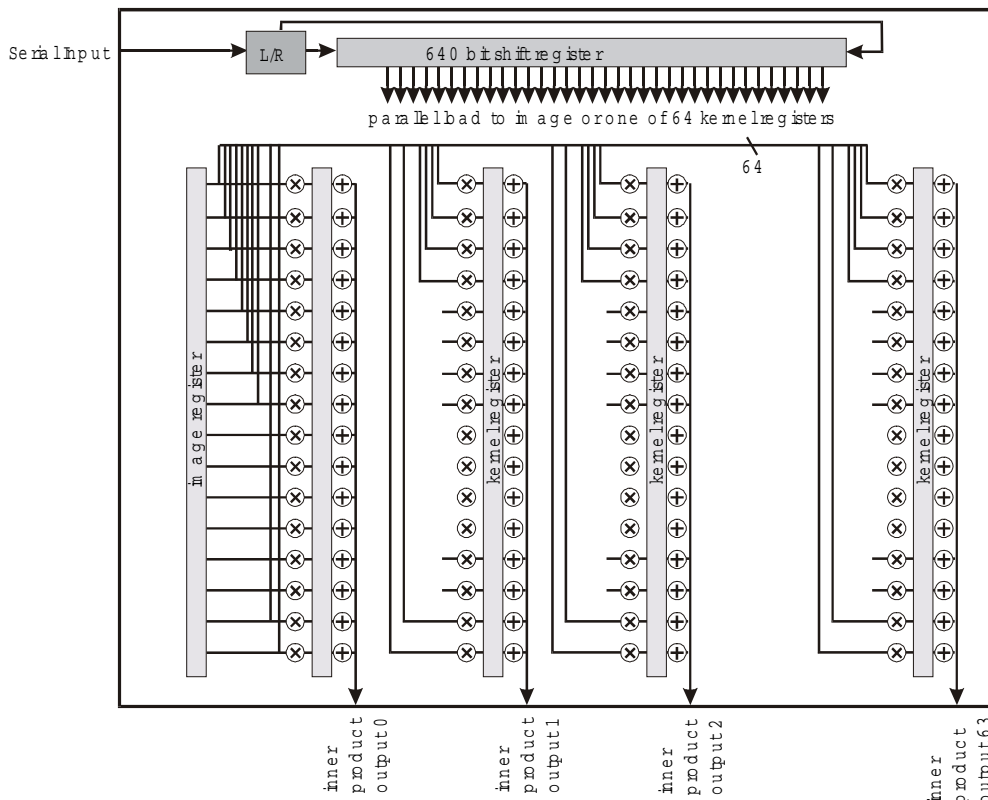 Serial Input
L/R
640 bit shift register
parallel load to image or one of 64 kernel registers
64
image register
kernel register
kernel register
kernel register
inner
product
output 0
inner
product
output 1
inner
product
output 2
inner
product
output 63